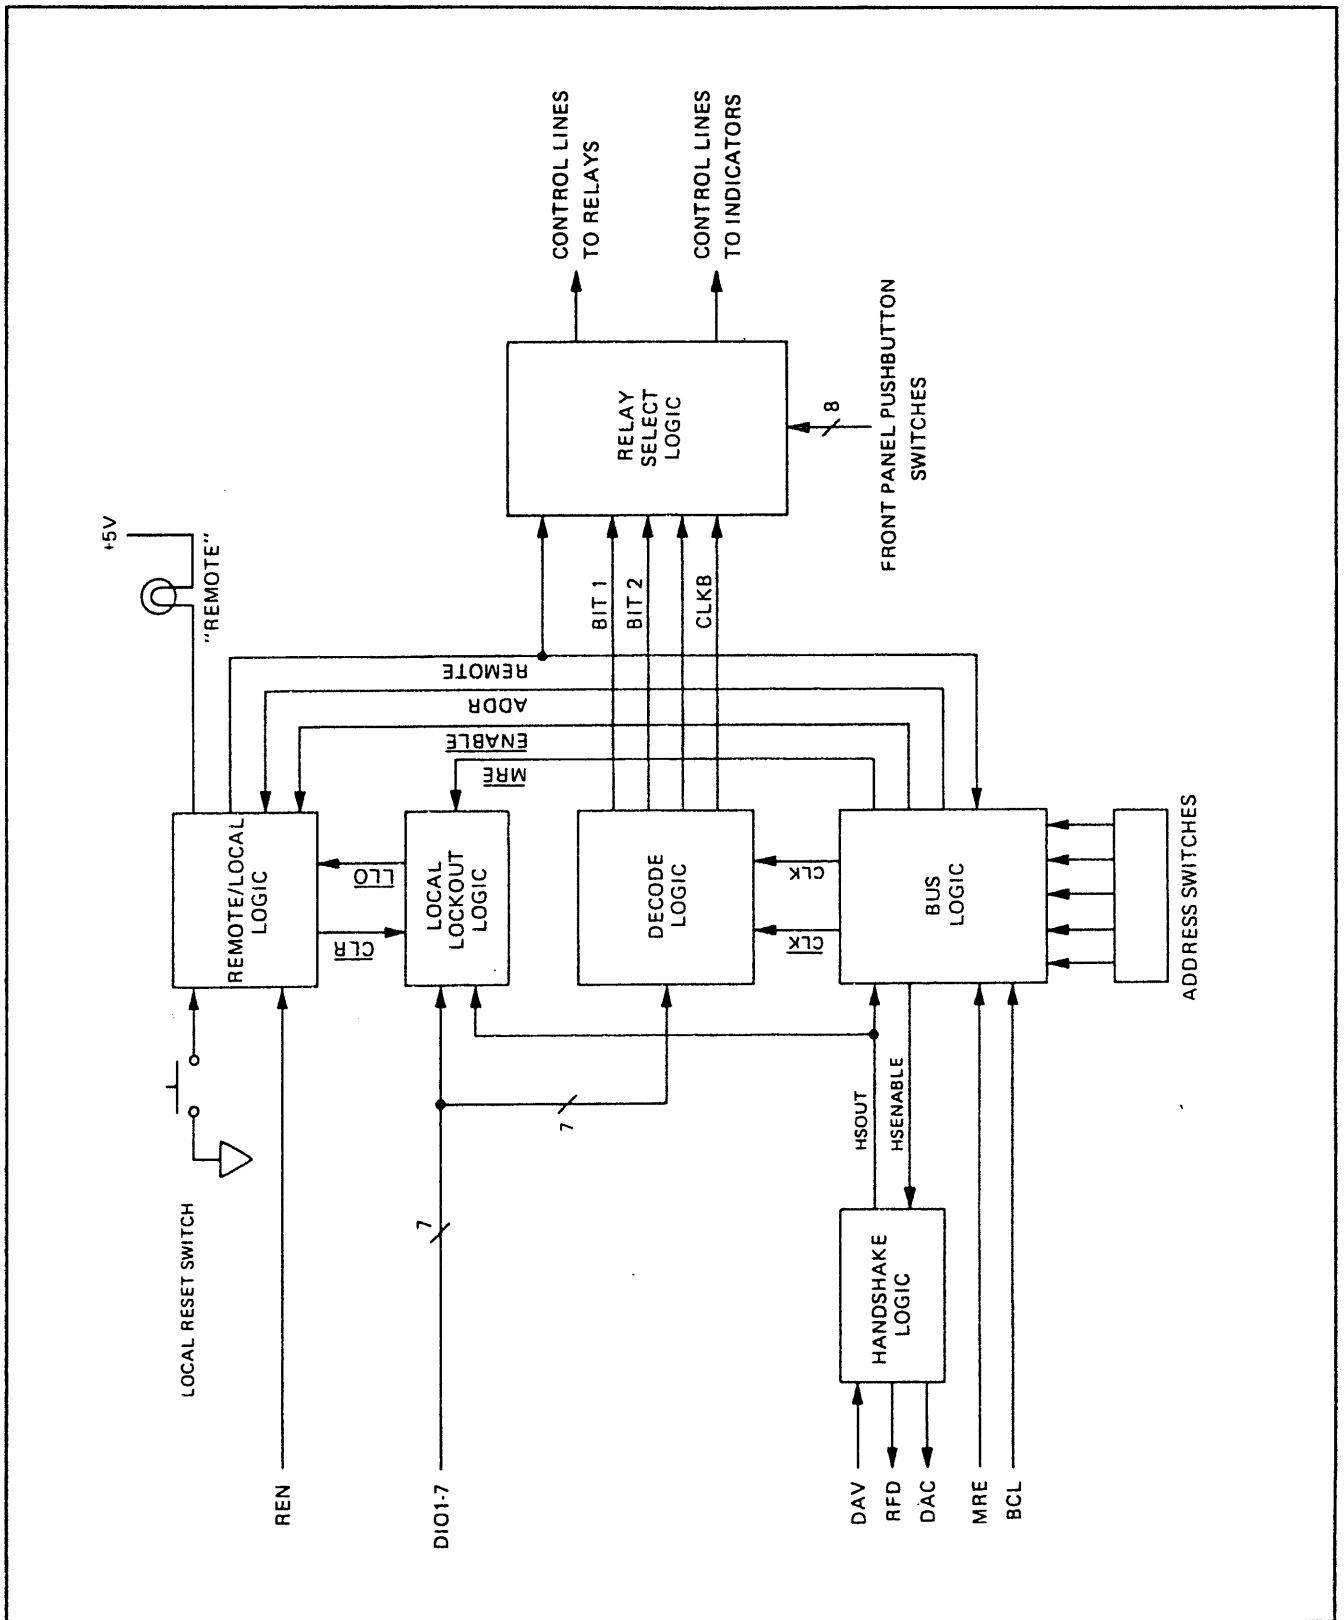 +5V
LOCAL RESET SWITCH
"REMOTE"
REMOTE/LOCAL
LOGIC
REN
CLR
LLO
7
DIO1-7
LOCAL
LOCKOUT
LOGIC
REMOTE
ADDR
ENABLE
MRE
CONTROL LINES
TO RELAYS
7
BIT 1
BIT 2
CLKB
RELAY
SELECT
LOGIC
DECODE
LOGIC
CONTROL LINES
TO INDICATORS
CLK
CLK
8
FRONT PANEL PUSHBUTTON
SWITCHES
DAV
RFD
DAC
HANDSHAKE
LOGIC
HSOUT
HSENABLE
BUS
LOGIC
MRE
BCL
ADDRESS SWITCHES